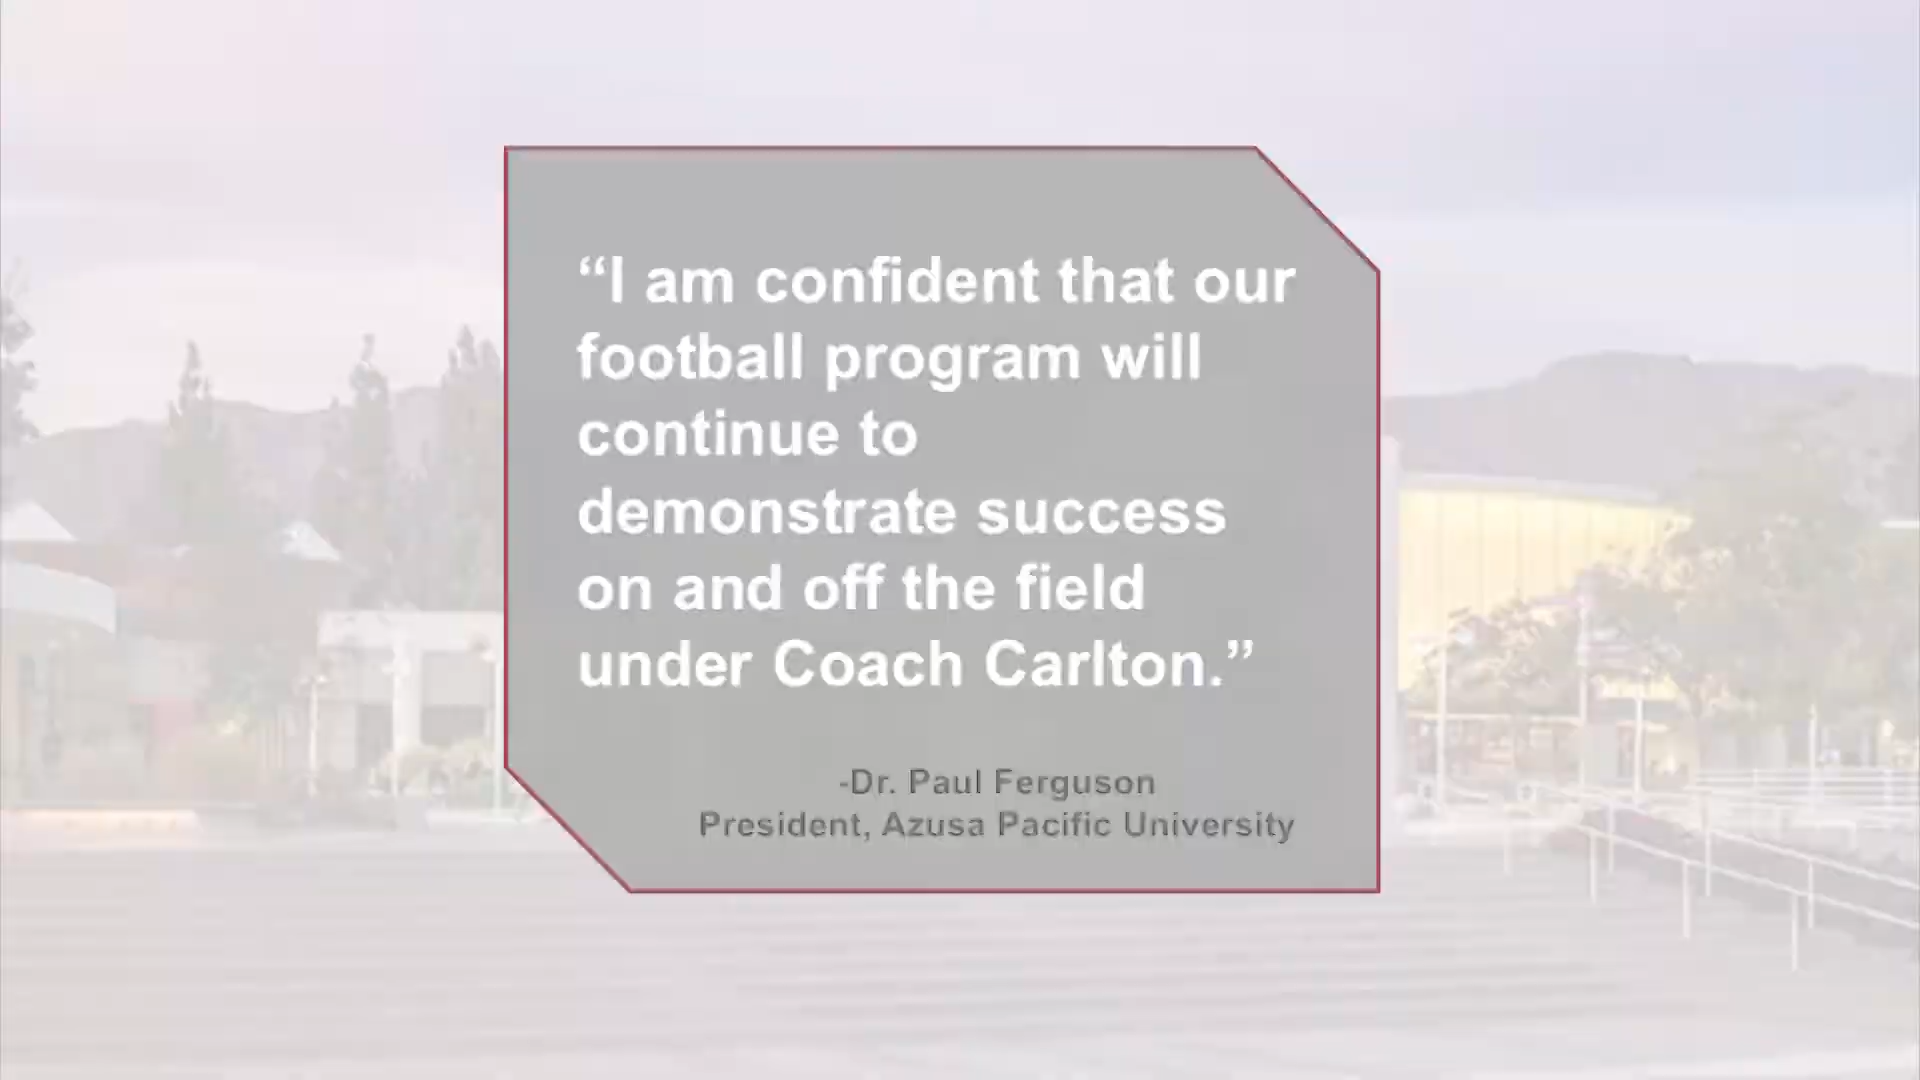 “I am confident that our
football program will
continue to
demonstrate success
on and off the field
under Coach Carlton.”
-Dr. Paul Ferguson
President, Azusa Pacific University